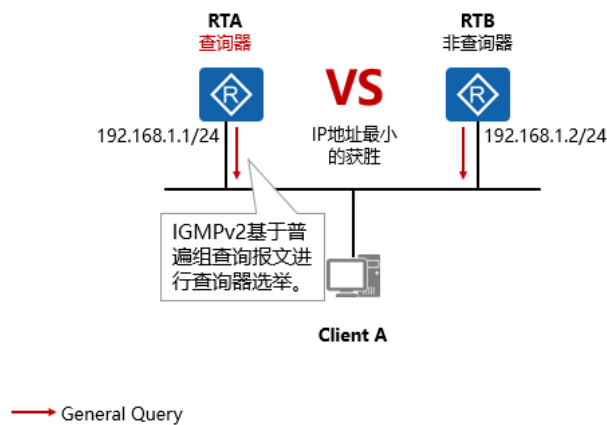 RTA
查询器
RTB
非查询器
R
VS
R
192.168.1.1/24
IP地址最小
的获胜
192.168.1.2/24
IGMPv2基于普
遍组查询报文进
行查询器选举。
Client A
General Query